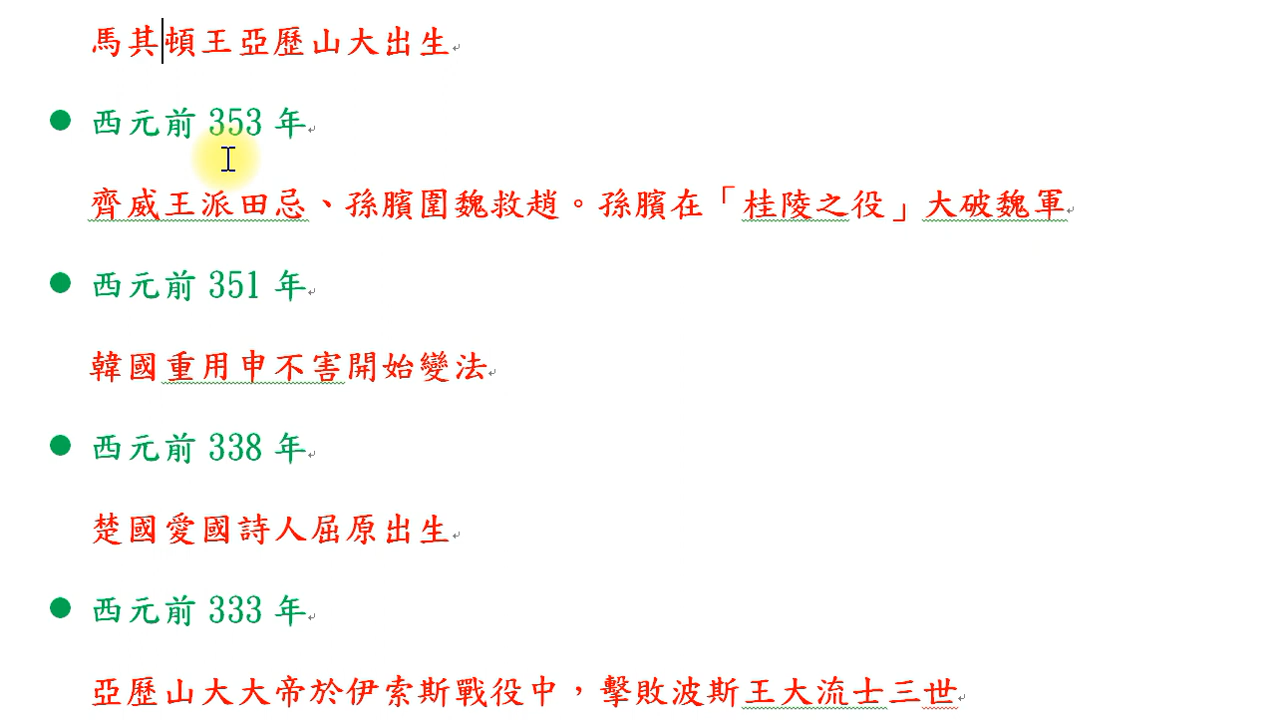 馬其頓王亞歷山大出生
● 西元前 353 年
齊威王派田忌、孫臏圍魏救趙。孫臏在「桂陵之役」大破魏軍
● 西元前 351 年
韓國重用申不害開始變法
● 西元前 338 年
楚國愛國詩人屈原出生
● 西元前 333 年
亞歷山大大帝於伊索斯戰役中，擊敗波斯王大流士三世